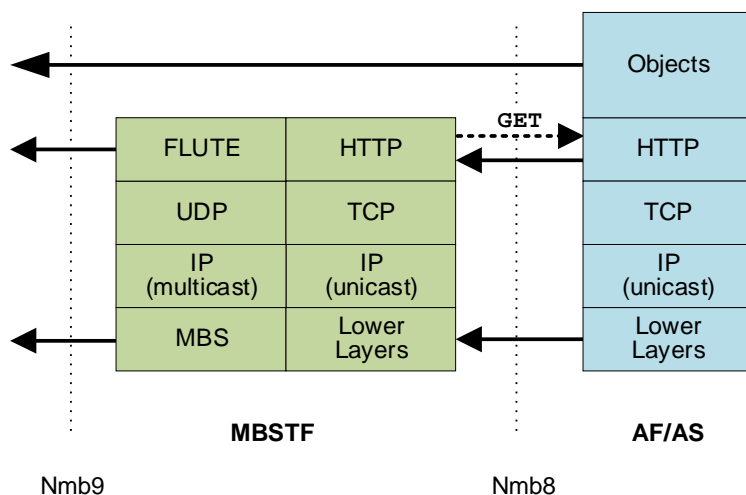 Objects
GET
FLUTE
HTTP
HTTP
UDP
TCP
TCP
IP
(multicast)
IP
(unicast)
IP
(unicast)
MBS
Lower
Layers
Lower
Layers
MBSTF
AF/AS
Nmb9
Nmb8